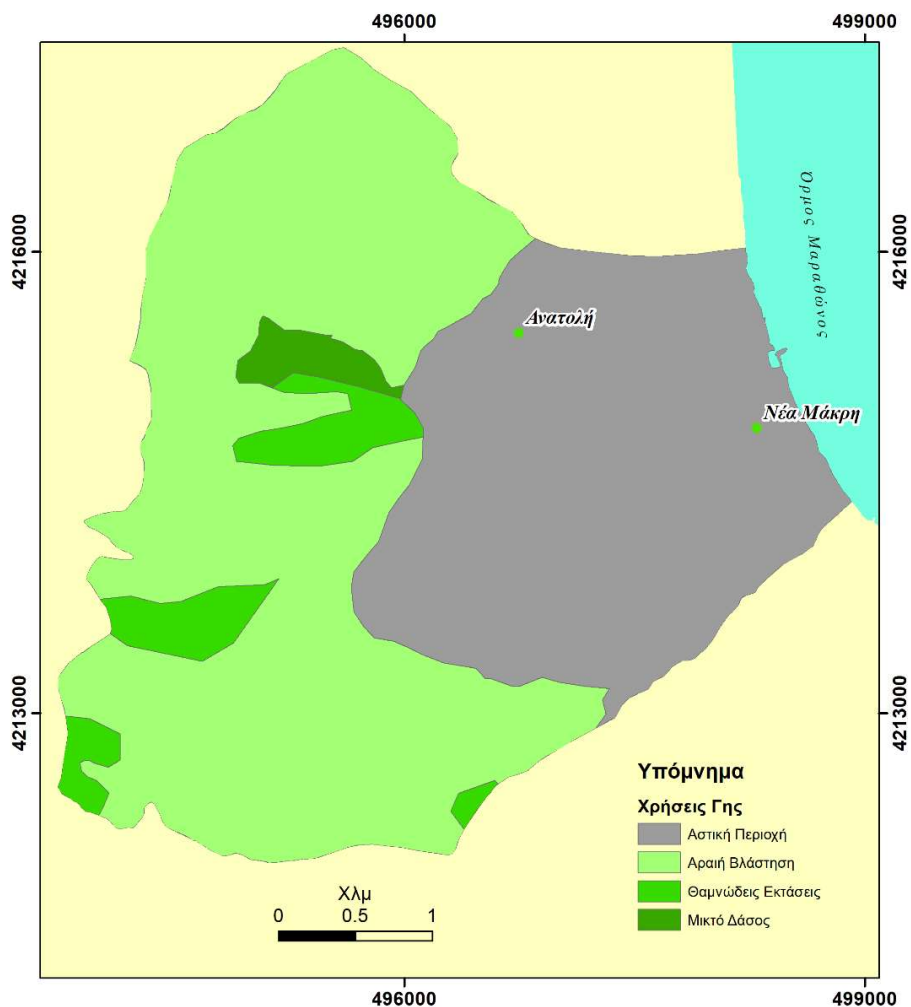 496000
499000
4216000
4216000
Όρμος Μαραθώνος
Ανατολή
Νέα Μάκρη
4213000
4213000
Υπόμνημα
Χρήσεις Γης
Αστική Περιοχή
Αραιή Βλάστηση
Θαμνώδεις Εκτάσεις
Μικτό Δάσος
Χλμ
0 0.5 1
496000
499000